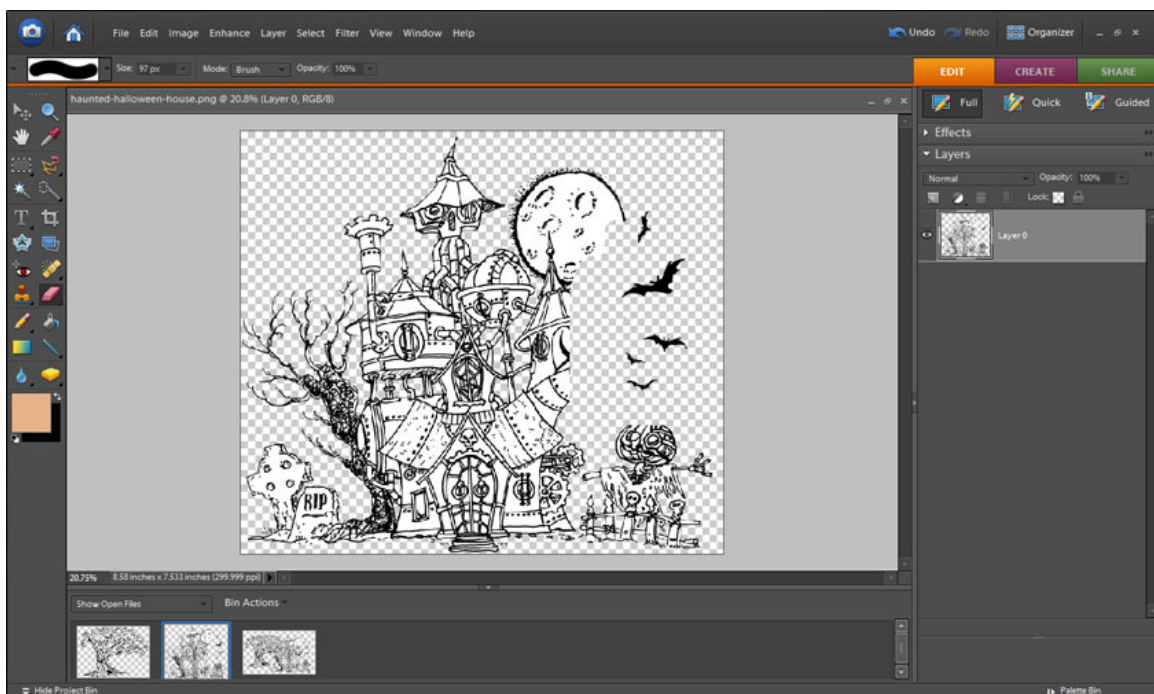 File Edit Image Enhance Layer Select Filter View Window Help
Undo Redo Organizer
Size: 97 px Mode: Brush Opacity: 100%
EDIT CREATE SHARE
haunted-halloween-house.png @ 20.8% (Layer 0, RGB/8)
Full Quick Guided
Effects
Layers
Normal Opacity: 100%
Lock:
Layer 0
T
RIP
20.75% 8.58 inches x 7.533 inches (299.999 ppi)
Show Open Files Bin Actions
Hide Project Bin Palette Bin